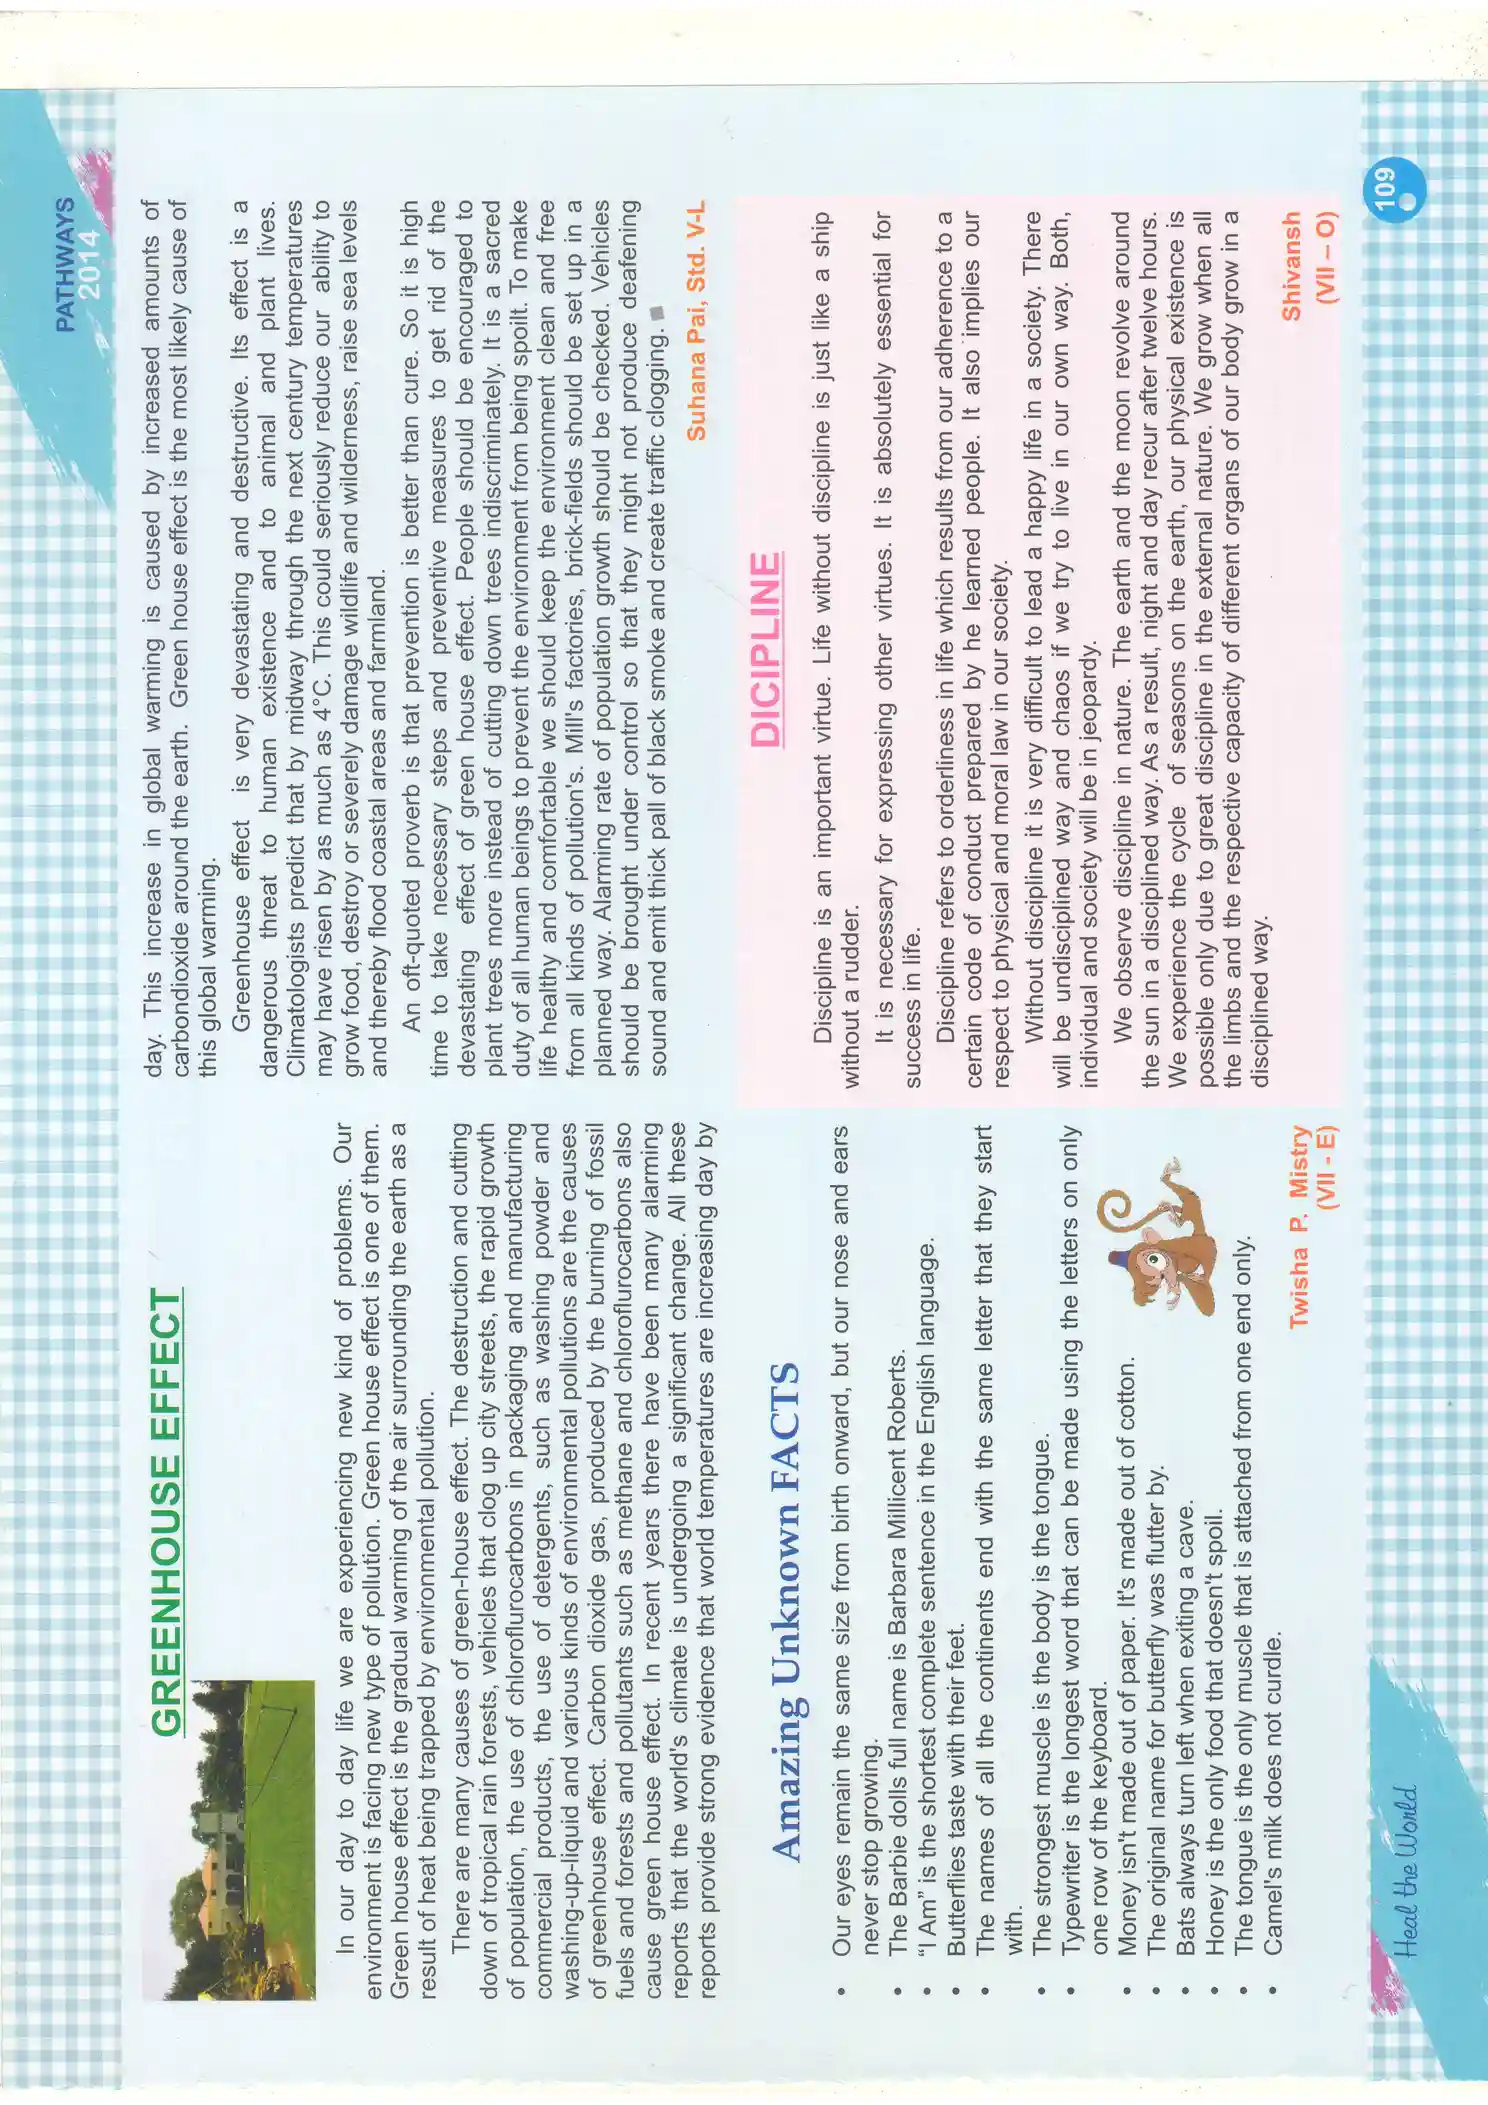 PATHWAYS
2014
GREENHOUSE EFFECT
In our day to day life we are experiencing new kind of problems. Our
environment is facing new type of pollution. Green house effect is one of them.
Green house effect is the gradual warming of the air surrounding the earth as a
result of heat being trapped by environmental pollution.
There are many causes of green-house effect. The destruction and cutting
down of tropical rain forests, vehicles that clog up city streets, the rapid growth
of population, the use of chloroflurocarbons in packaging and manufacturing
commercial products, the use of detergents, such as washing powder and
washing-up-liquid and various kinds of environmental pollutions are the causes
of greenhouse effect. Carbon dioxide gas, produced by the burning of fossil
fuels and forests and pollutants such as methane and chloroflurocarbons also
cause green house effect. In recent years there have been many alarming
reports that the world's climate is undergoing a significant change. All these
reports provide strong evidence that world temperatures are increasing day by
day. This increase in global warming is caused by increased amounts of
carbondioxide around the earth. Green house effect is the most likely cause of
this global warming.
Greenhouse effect is very devastating and destructive. Its effect is a
dangerous threat to human existence and to animal and plant lives.
Climatologists predict that by midway through the next century temperatures
may have risen by as much as 4°C. This could seriously reduce our ability to
grow food, destroy or severely damage wildlife and wilderness, raise sea levels
and thereby flood coastal areas and farmland.
An oft-quoted proverb is that prevention is better than cure. So it is high
time to take necessary steps and preventive measures to get rid of the
devastating effect of green house effect. People should be encouraged to
plant trees more instead of cutting down trees indiscriminately. It is a sacred
duty of all human beings to prevent the environment from being spoilt. To make
life healthy and comfortable we should keep the environment clean and free
from all kinds of pollution's. Mill's factories, brick-fields should be set up in a
planned way. Alarming rate of population growth should be checked. Vehicles
should be brought under control so that they might not produce deafening
sound and emit thick pall of black smoke and create traffic clogging. ■
Suhana Pai, Std. V-L
Amazing Unknown FACTS
• Our eyes remain the same size from birth onward, but our nose and ears
never stop growing.
• The Barbie dolls full name is Barbara Millicent Roberts.
• “I Am” is the shortest complete sentence in the English language.
• Butterflies taste with their feet.
• The names of all the continents end with the same letter that they start
with.
• The strongest muscle is the body is the tongue.
• Typewriter is the longest word that can be made using the letters on only
one row of the keyboard.
• Money isn't made out of paper. It's made out of cotton.
• The original name for butterfly was flutter by.
• Bats always turn left when exiting a cave.
• Honey is the only food that doesn't spoil.
• The tongue is the only muscle that is attached from one end only.
• Camel's milk does not curdle.
Twisha P. Mistry
(VII - E)
DICIPLINE
Discipline is an important virtue. Life without discipline is just like a ship
without a rudder.
It is necessary for expressing other virtues. It is absolutely essential for
success in life.
Discipline refers to orderliness in life which results from our adherence to a
certain code of conduct prepared by he learned people. It also implies our
respect to physical and moral law in our society.
Without discipline it is very difficult to lead a happy life in a society. There
will be undisciplined way and chaos if we try to live in our own way. Both,
individual and society will be in jeopardy.
We observe discipline in nature. The earth and the moon revolve around
the sun in a disciplined way. As a result, night and day recur after twelve hours.
We experience the cycle of seasons on the earth, our physical existence is
possible only due to great discipline in the external nature. We grow when all
the limbs and the respective capacity of different organs of our body grow in a
disciplined way.
Shivansh
(VII – O)
Heal the World
109